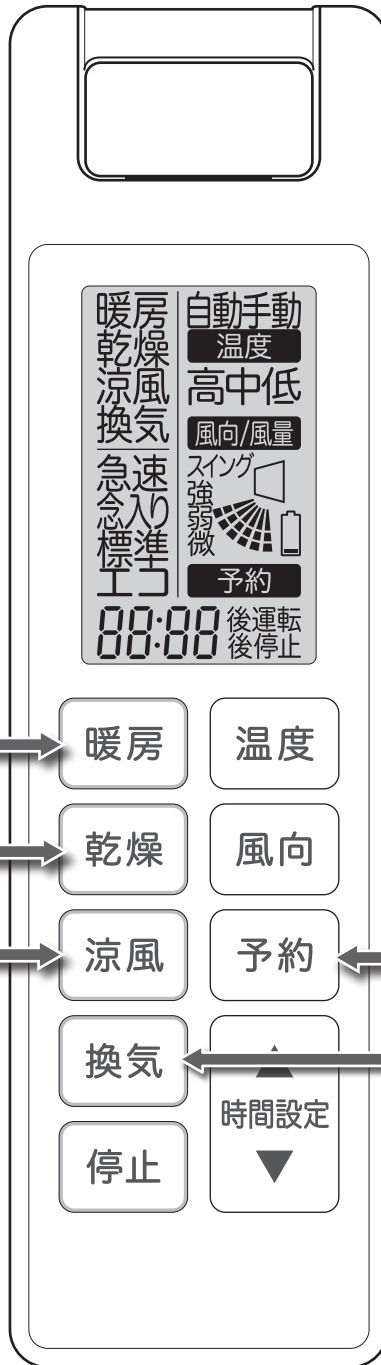 暖房 自動手動
乾燥 温度
涼風 高中低
換気 風向/風量
急速 スイング
念入り 強
標準 弱
エコ 微
予約
88:88 後運転
後停止
暖房 温度
乾燥 風向
涼風 予約
換気 ▲
時間設定
停止 ▼